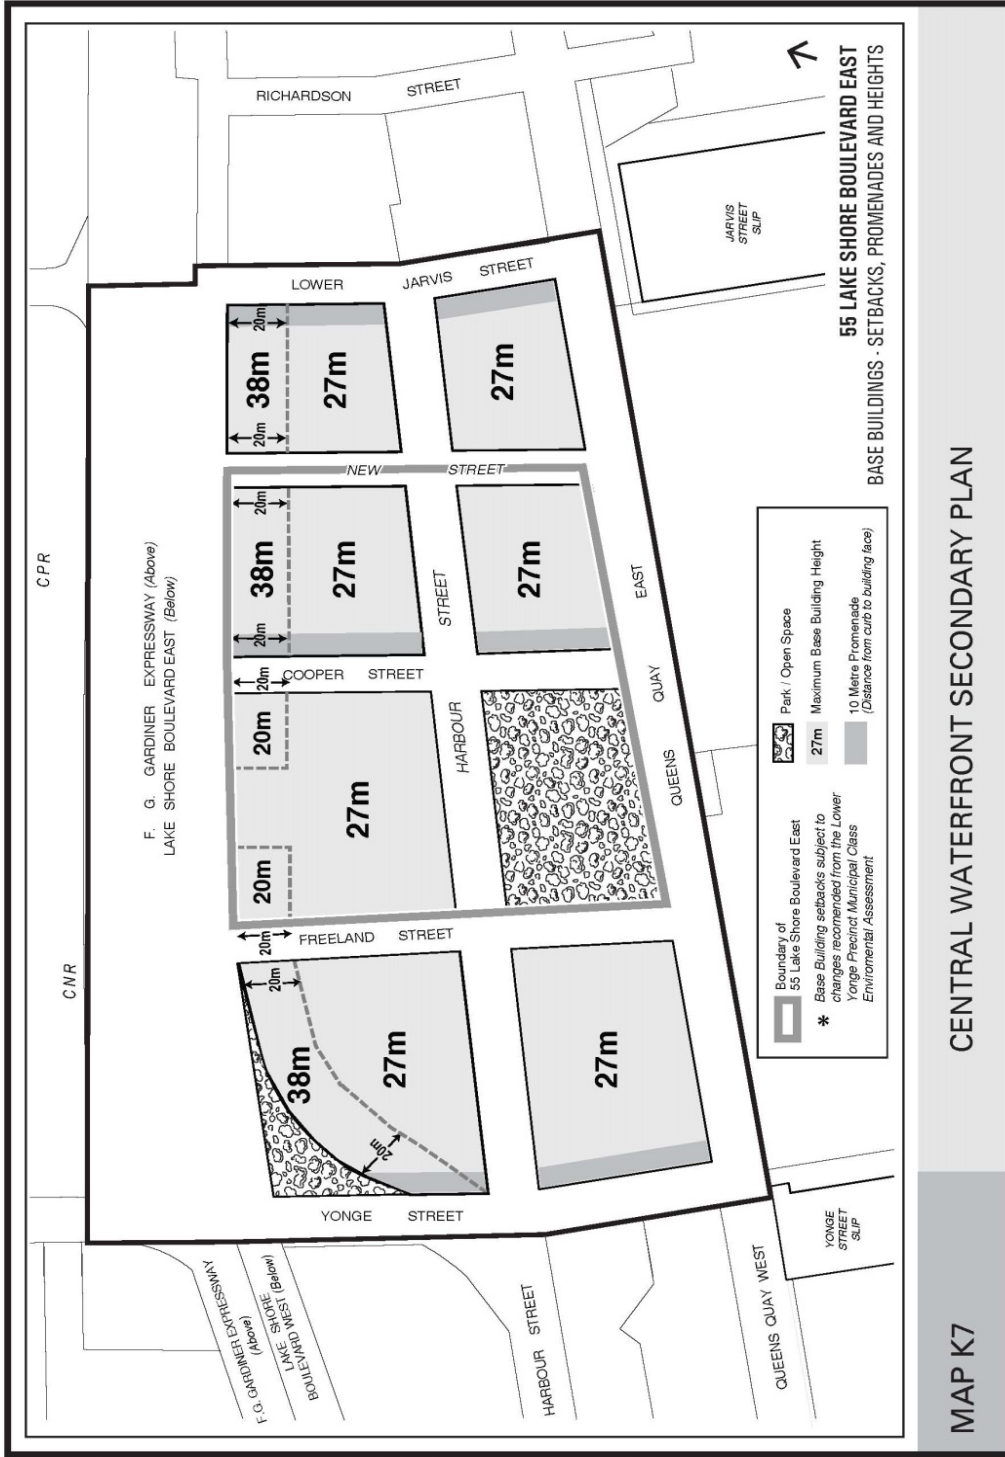 CPR
CNR
F. G. GARDINER EXPRESSWAY (Above)
LAKE SHORE BOULEVARD EAST (Below)
RICHARDSON STREET
LOWER JARVIS STREET
NEW STREET
COOPER STREET
FREELAND STREET
YONGE STREET
HARBOUR STREET
QUEENS QUAY EAST
F.G. GARDINER EXPRESSWAY
(Above)
LAKE SHORE
BOULEVARD WEST (Below)
HARBOUR STREET
QUEENS QUAY WEST
YONGE
STREET
SLIP
JARVIS
STREET
SLIP
20m
38m
20m
27m
20m
27m
20m
38m
20m
20m
27m
20m
20m
27m
20m
38m
20m
27m
20m
38m
20m
27m
27m
27m
Boundary of
55 Lake Shore Boulevard East
* Base Building setbacks subject to
changes recomended from the Lower
Yonge Precinct Municipal Class
Enviromental Assessment
Park / Open Space
27m Maximum Base Building Height
10 Metre Promenade
(Distance from curb to building face)
55 LAKE SHORE BOULEVARD EAST
BASE BUILDINGS - SETBACKS, PROMENADES AND HEIGHTS
MAP K7
CENTRAL WATERFRONT SECONDARY PLAN